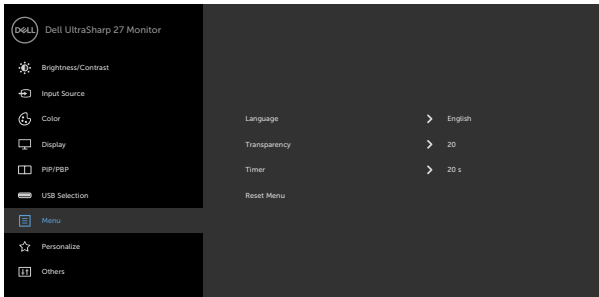 DELL
Dell UltraSharp 27 Monitor
Brightness/Contrast
Input Source
Color
Language English
Display
Transparency 20
PIP/PBP
Timer 20 s
USB Selection
Reset Menu
Menu
Personalize
Others